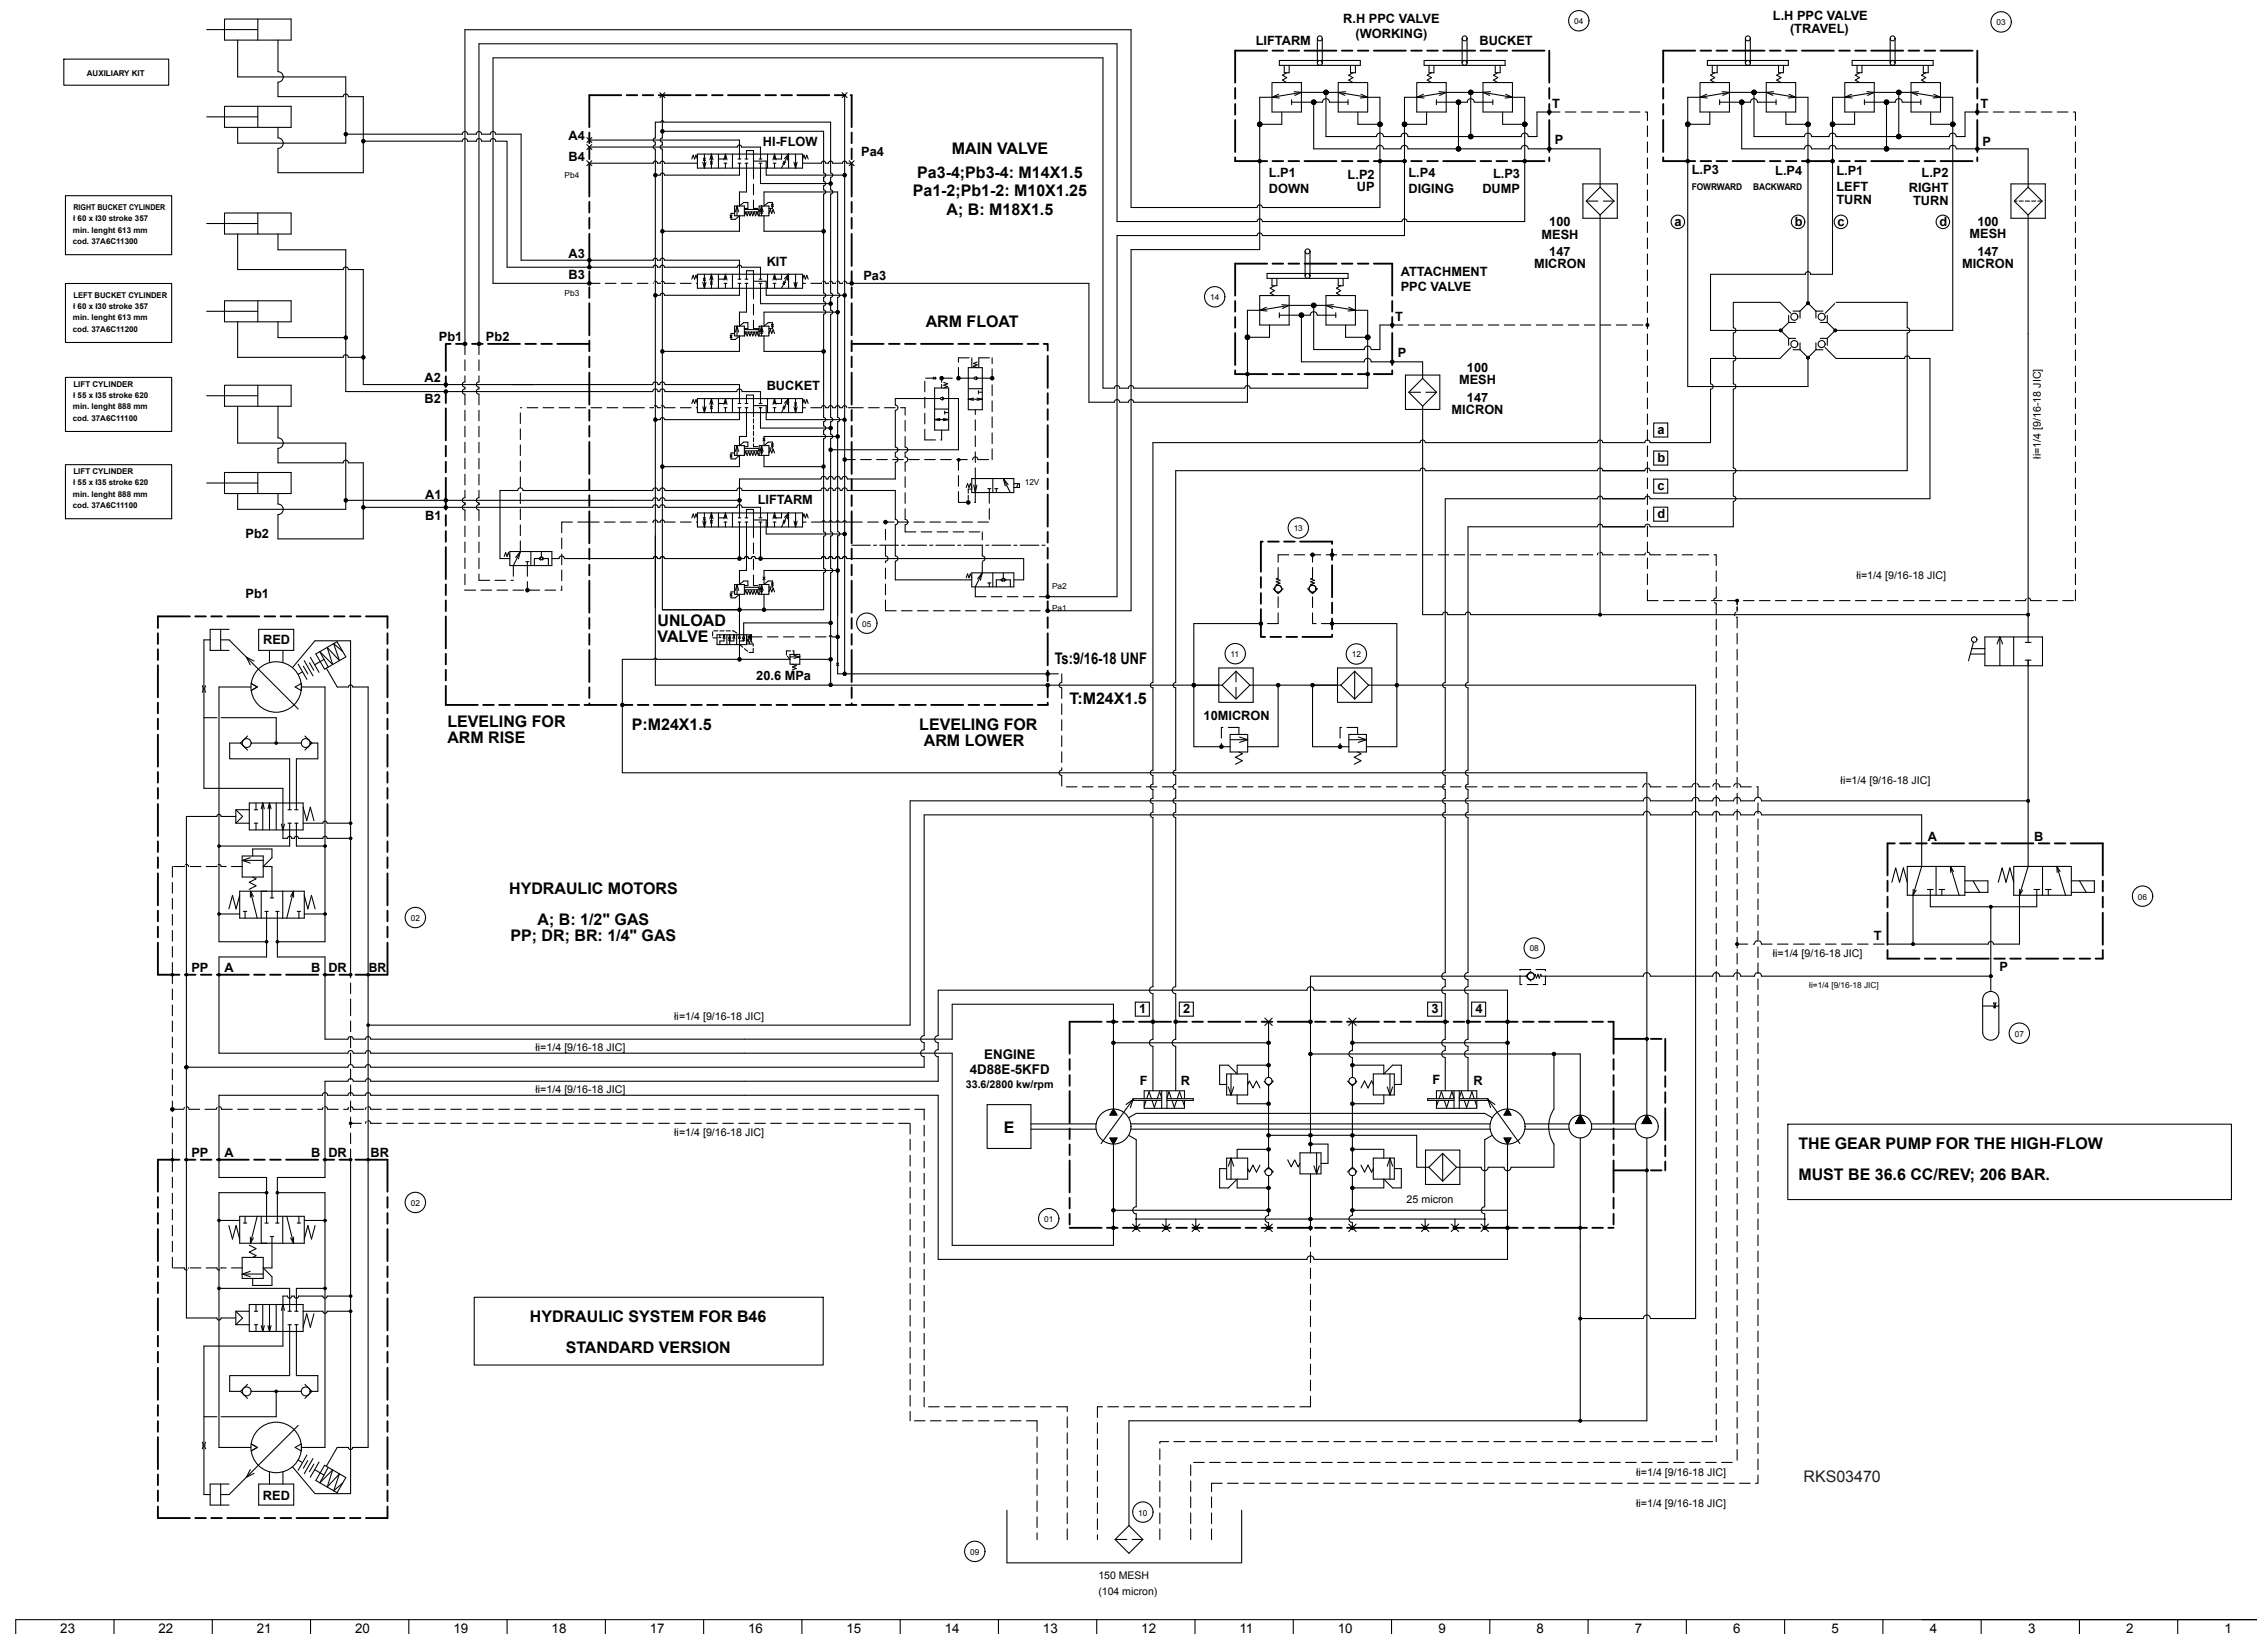 R.H PPC VALVE
(WORKING)
04
L.H PPC VALVE
(TRAVEL)
03
LIFTARM
BUCKET
AUXILIARY KIT
T
P
T
P
A4
B4
Pb4
HI-FLOW
Pa4
MAIN VALVE
Pa3-4;Pb3-4: M14X1.5
Pa1-2;Pb1-2: M10X1.25
A; B: M18X1.5
L.P1
DOWN
L.P2
UP
L.P4
DIGING
L.P3
DUMP
L.P3
FOWRWARD
L.P4
BACKWARD
L.P1
LEFT
TURN
L.P2
RIGHT
TURN
a
b
c
d
100
MESH
147
MICRON
100
MESH
147
MICRON
RIGHT BUCKET CYLINDER
ł 60 x ł30 stroke 357
min. lenght 613 mm
cod. 37A6C11300
A3
B3
Pb3
KIT
Pa3
ATTACHMENT
PPC VALVE
14
T
P
LEFT BUCKET CYLINDER
ł 60 x ł30 stroke 357
min. lenght 613 mm
cod. 37A6C11200
Pb1
Pb2
ARM FLOAT
100
MESH
147
MICRON
łi=1/4 [9/16-18 JIC]
LIFT CYLINDER
ł 55 x ł35 stroke 620
min. lenght 888 mm
cod. 37A6C11100
A2
B2
BUCKET
a
b
c
d
LIFT CYLINDER
ł 55 x ł35 stroke 620
min. lenght 888 mm
cod. 37A6C11100
A1
B1
LIFTARM
12V
Pb2
13
Pb1
Pa2
Pa1
łi=1/4 [9/16-18 JIC]
RED
UNLOAD
VALVE
05
20.6 MPa
Ts:9/16-18 UNF
T:M24X1.5
11
12
10MICRON
LEVELING FOR
ARM RISE
P:M24X1.5
LEVELING FOR
ARM LOWER
łi=1/4 [9/16-18 JIC]
A
B
06
T
P
HYDRAULIC MOTORS
A; B: 1/2" GAS
PP; DR; BR: 1/4" GAS
02
08
łi=1/4 [9/16-18 JIC]
łi=1/4 [9/16-18 JIC]
07
PP
A
B
DR
BR
łi=1/4 [9/16-18 JIC]
łi=1/4 [9/16-18 JIC]
łi=1/4 [9/16-18 JIC]
łi=1/4 [9/16-18 JIC]
1
2
3
4
ENGINE
4D88E-5KFD
33.6/2800 kw/rpm
F
R
F
R
E
25 micron
01
THE GEAR PUMP FOR THE HIGH-FLOW
MUST BE 36.6 CC/REV; 206 BAR.
PP
A
B
DR
BR
02
HYDRAULIC SYSTEM FOR B46
STANDARD VERSION
RED
łi=1/4 [9/16-18 JIC]
łi=1/4 [9/16-18 JIC]
RKS03470
10
09
150 MESH
(104 micron)
23 22 21 20 19 18 17 16 15 14 13 12 11 10 9 8 7 6 5 4 3 2 1